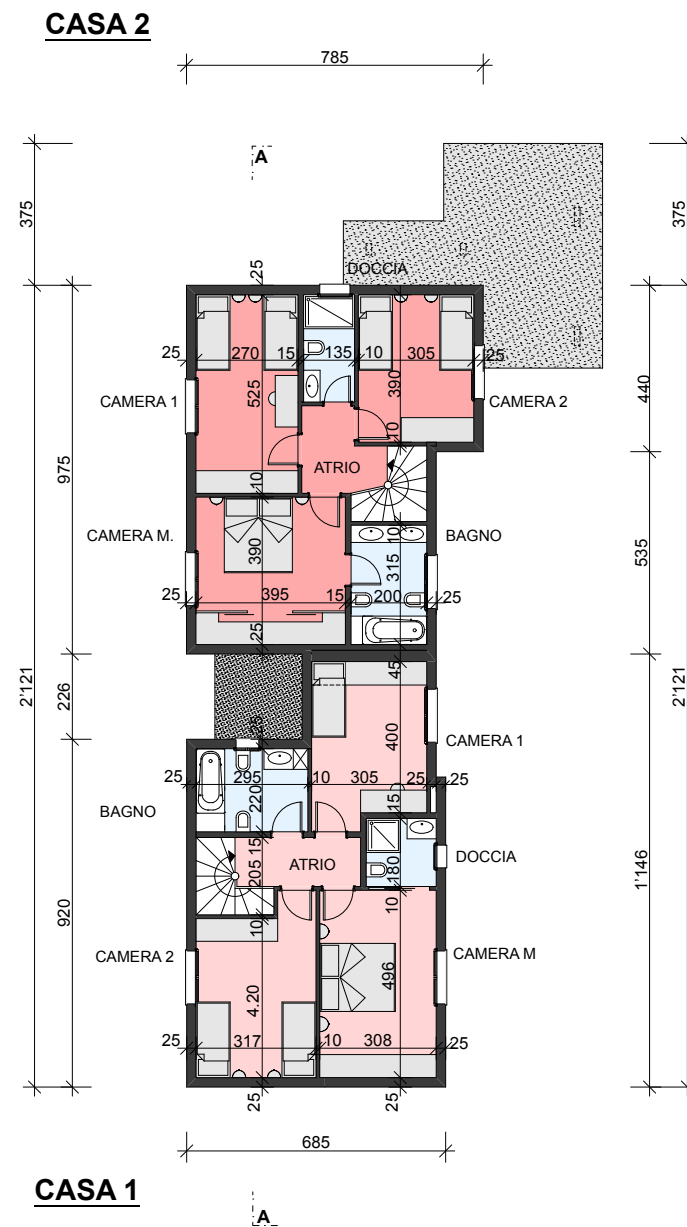 CASA 2
785
A
375
375
DOCCIA
25
25 270 15 135 10 305 25
525
390
CAMERA 1
CAMERA 2
440
10
ATRIO
10
975
CAMERA M.
BAGNO
10
390
315
535
25 395 15 200 25
25
45
2'121
2'121
226
400
CAMERA 1
25
25 295 10 305 25 25
220
15
BAGNO
15
ATRIO
DOCCIA
205
180
1'146
10
10
920
CAMERA 2
CAMERA M
496
4.20
25 317 10 308 25
25
25
685
CASA 1
A